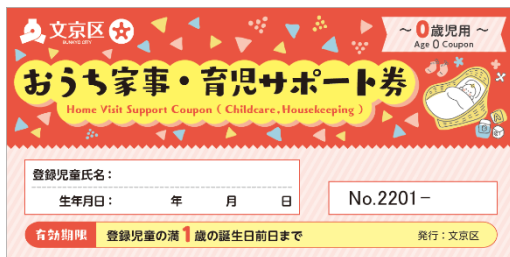 文京区
BUNKYO CITY
～0歳児用～
Age 0 Coupon
おうち家事・育児サポート券
Home Visit Support Coupon ( Childcare , Housekeeping )
登録児童氏名：
生年月日： 年 月 日
No.2201－
有効期限 登録児童の満1歳の誕生日前日まで 発行：文京区